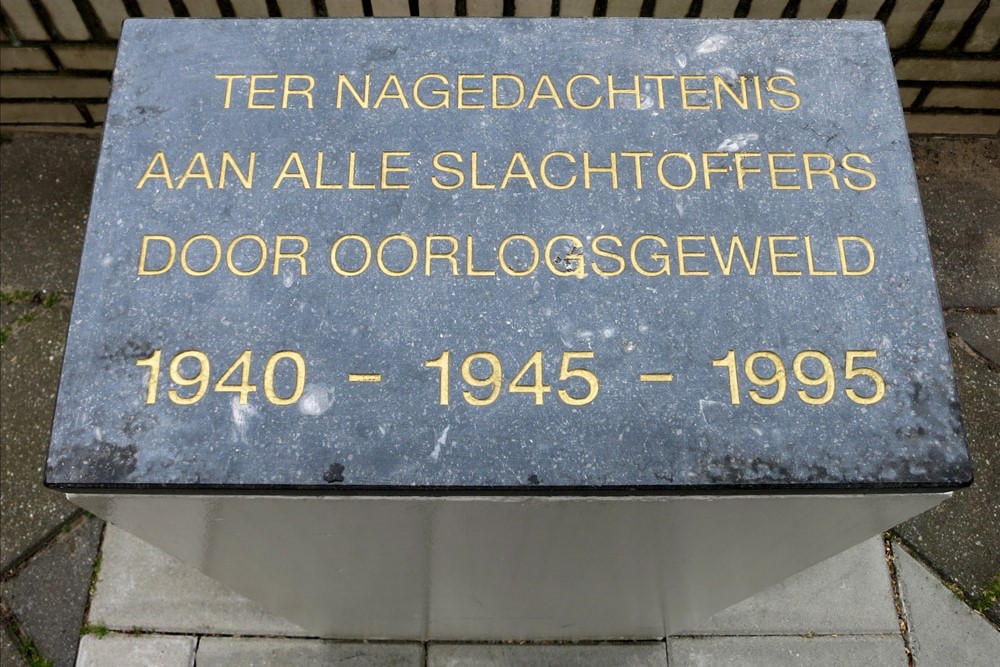 TER NAGEDACHTENIS
AAN ALLE SLACHTOFFERS
DOOR OORLOGSGEWELD
1940 - 1945 - 1995